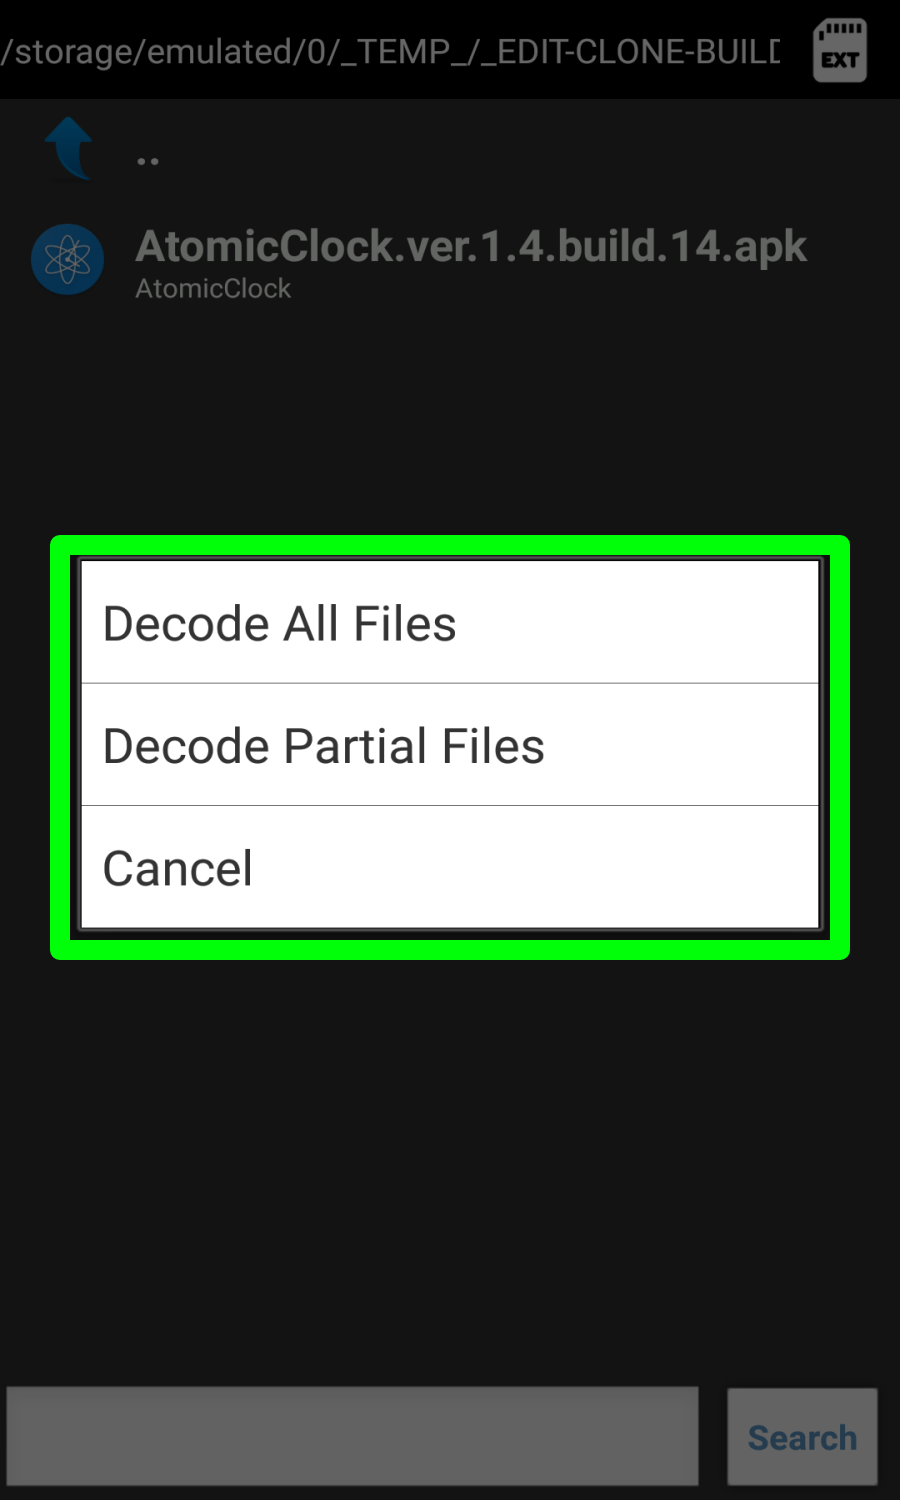 /storage/emulated/0/_TEMP_/_EDIT-CLONE-BUILD
EXT
..
AtomicClock.ver.1.4.build.14.apk
AtomicClock
Decode All Files
Decode Partial Files
Cancel
Search